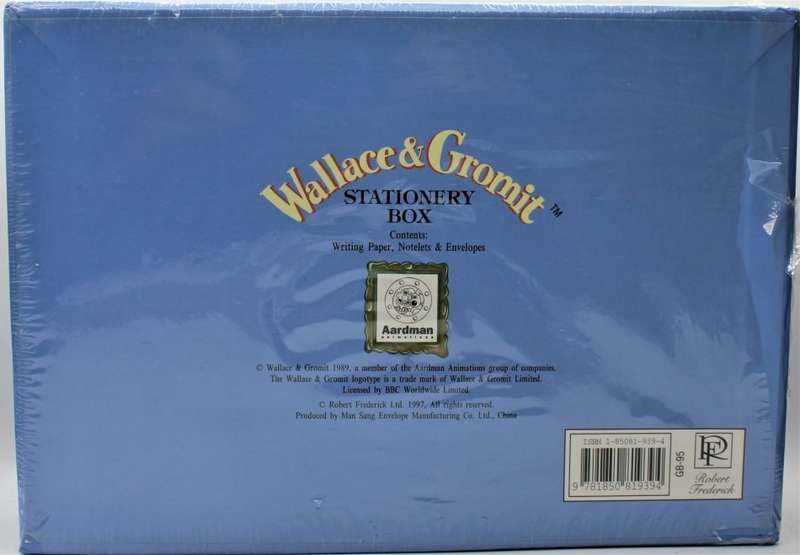 Wallace & Gromit ™
STATIONERY
BOX
Contents:
Writing Paper, Notelets & Envelopes
Aardman
animations
© Wallace & Gromit 1989, a member of the Aardman Animations group of companies.
The Wallace & Gromit logotype is a trade mark of Wallace & Gromit Limited.
Licensed by BBC Worldwide Limited.
© Robert Frederick Ltd. 1997, All rights reserved.
Produced by Man Sang Envelope Manufacturing Co. Ltd., China
ISBN 1-85081-939-4
9 781850 819394
GB-95
RF
Robert
Frederick